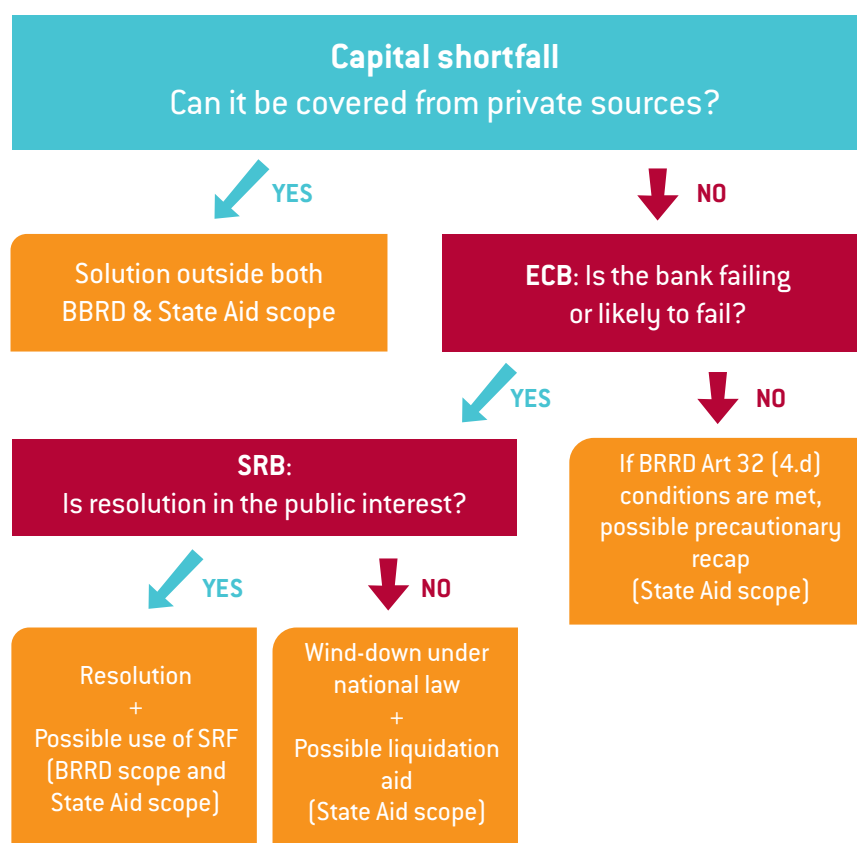 Capital shortfall
Can it be covered from private sources?
YES
NO
Solution outside both
BBRD & State Aid scope
ECB: Is the bank failing
or likely to fail?
YES
NO
SRB:
Is resolution in the public interest?
If BRRD Art 32 (4.d)
conditions are met,
possible precautionary
recap
(State Aid scope)
YES
NO
Resolution
+
Possible use of SRF
(BRRD scope and
State Aid scope)
Wind-down under
national law
+
Possible liquidation
aid
(State Aid scope)